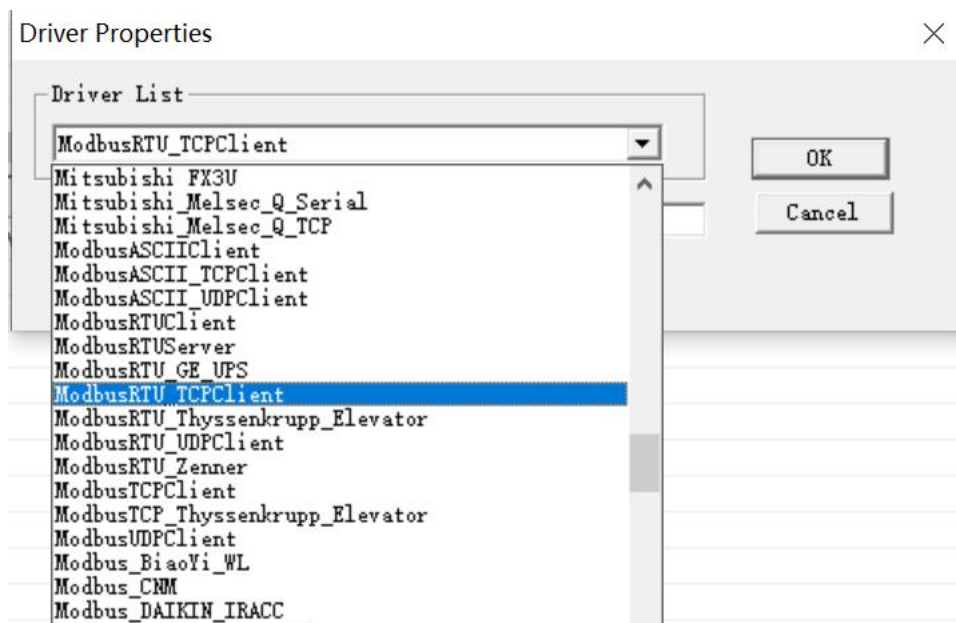 Driver Properties
Driver List
ModbusRTU_TCPClient
OK
Cancel
Mitsubishi FX3U
Mitsubishi_Melsec_Q_Serial
Mitsubishi_Melsec_Q_TCP
ModbusASCIIClient
ModbusASCII_TCPClient
ModbusASCII_UDPClient
ModbusRTUClient
ModbusRTUServer
ModbusRTU_GE_UPS
ModbusRTU_TCPClient
ModbusRTU_Thyssenkrupp_Elevator
ModbusRTU_UDPClient
ModbusRTU_Zenner
ModbusTCPClient
ModbusTCP_Thyssenkrupp_Elevator
ModbusUDPClient
Modbus_BiaoYi_WL
Modbus_CNM
Modbus_DAIKIN_IRACC